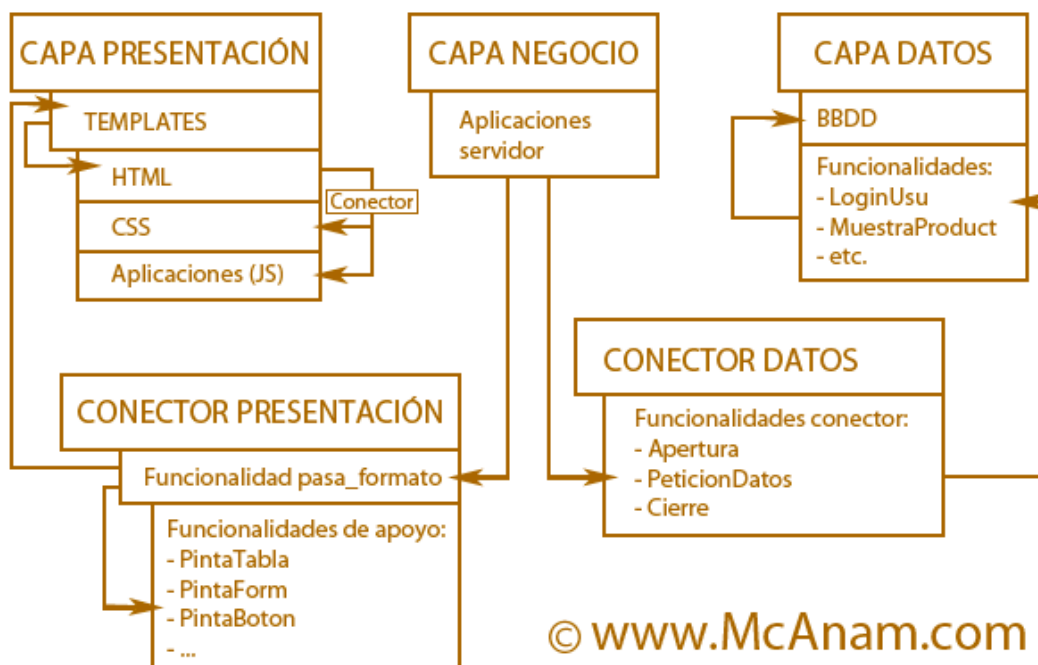 CAPA PRESENTACIÓN
TEMPLATES
HTML
CSS
Aplicaciones (JS)
Conector
CAPA NEGOCIO
Aplicaciones
servidor
CAPA DATOS
BBDD
Funcionalidades:
- LoginUsu
- MuestraProduct
- etc.
CONECTOR PRESENTACIÓN
Funcionalidad pasa_formato
Funcionalidades de apoyo:
- PintaTabla
- PintaForm
- PintaBoton
- ...
CONECTOR DATOS
Funcionalidades conector:
- Apertura
- PeticionDatos
- Cierre
© www.McAnam.com